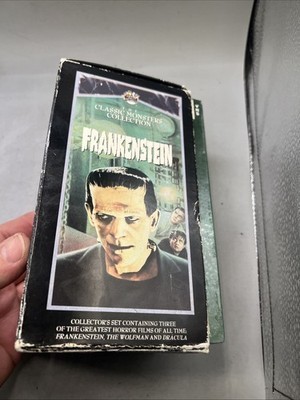 CLASSIC MONSTERS
COLLECTION
FRANKENSTEIN
COLLECTOR'S SET CONTAINING THREE
OF THE GREATEST HORROR FILMS OF ALL TIME:
FRANKENSTEIN, THE WOLFMAN AND DRACULA